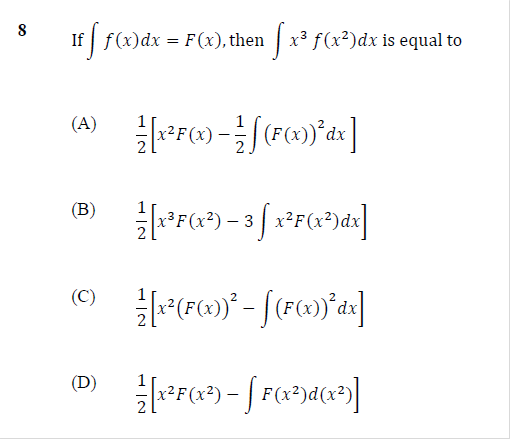 8 If ∫ f(x)dx = F(x), then ∫ x³ f(x²)dx is equal to
(A) 1/2 [x²F(x) − 1/2 ∫ (F(x))² dx]
(B) 1/2 [x³F(x²) − 3 ∫ x²F(x²)dx]
(C) 1/2 [x²(F(x))² − ∫ (F(x))² dx]
(D) 1/2 [x²F(x²) − ∫ F(x²)d(x²)]